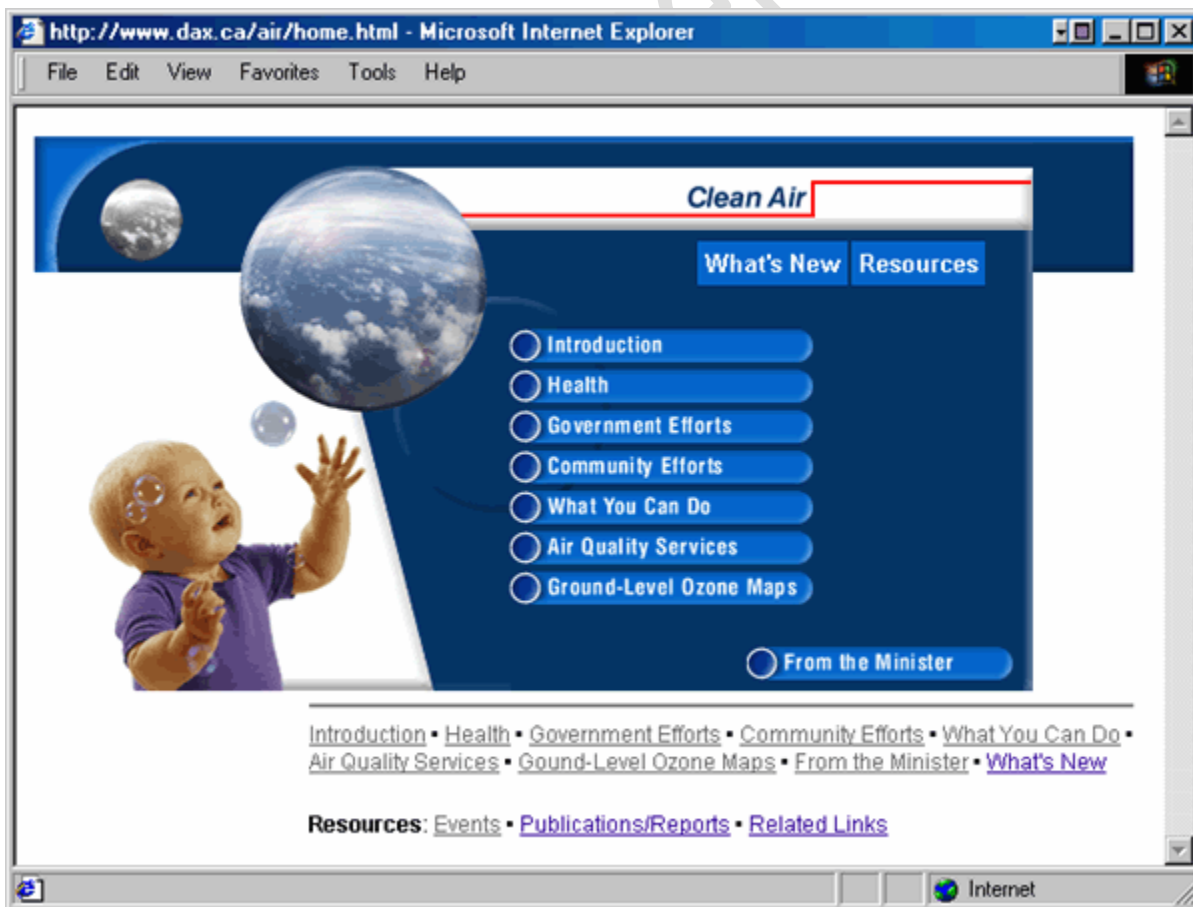 http://www.dax.ca/air/home.html - Microsoft Internet Explorer
File Edit View Favorites Tools Help
Clean Air
What's New Resources
Introduction
Health
Government Efforts
Community Efforts
What You Can Do
Air Quality Services
Ground-Level Ozone Maps
From the Minister
Introduction ▪ Health ▪ Government Efforts ▪ Community Efforts ▪ What You Can Do ▪
Air Quality Services ▪ Gound-Level Ozone Maps ▪ From the Minister ▪ What's New
Resources: Events ▪ Publications/Reports ▪ Related Links
Internet